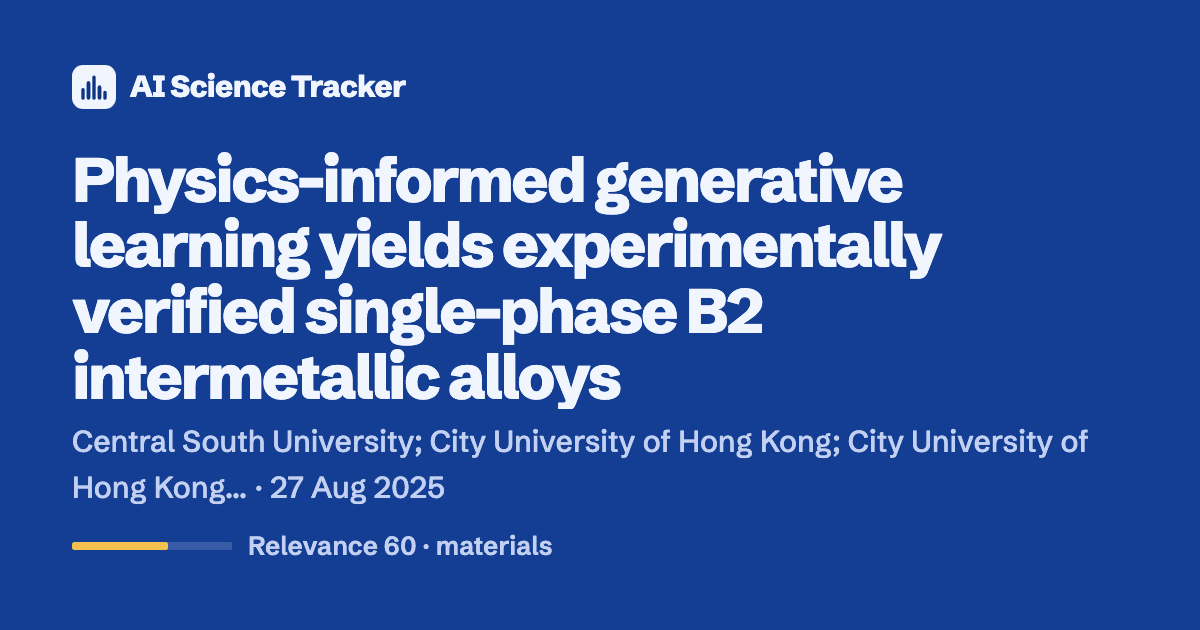 AI Science Tracker
Physics-informed generative
learning yields experimentally
verified single-phase B2
intermetallic alloys
Central South University; City University of Hong Kong; City University of
Hong Kong... · 27 Aug 2025
Relevance 60 · materials